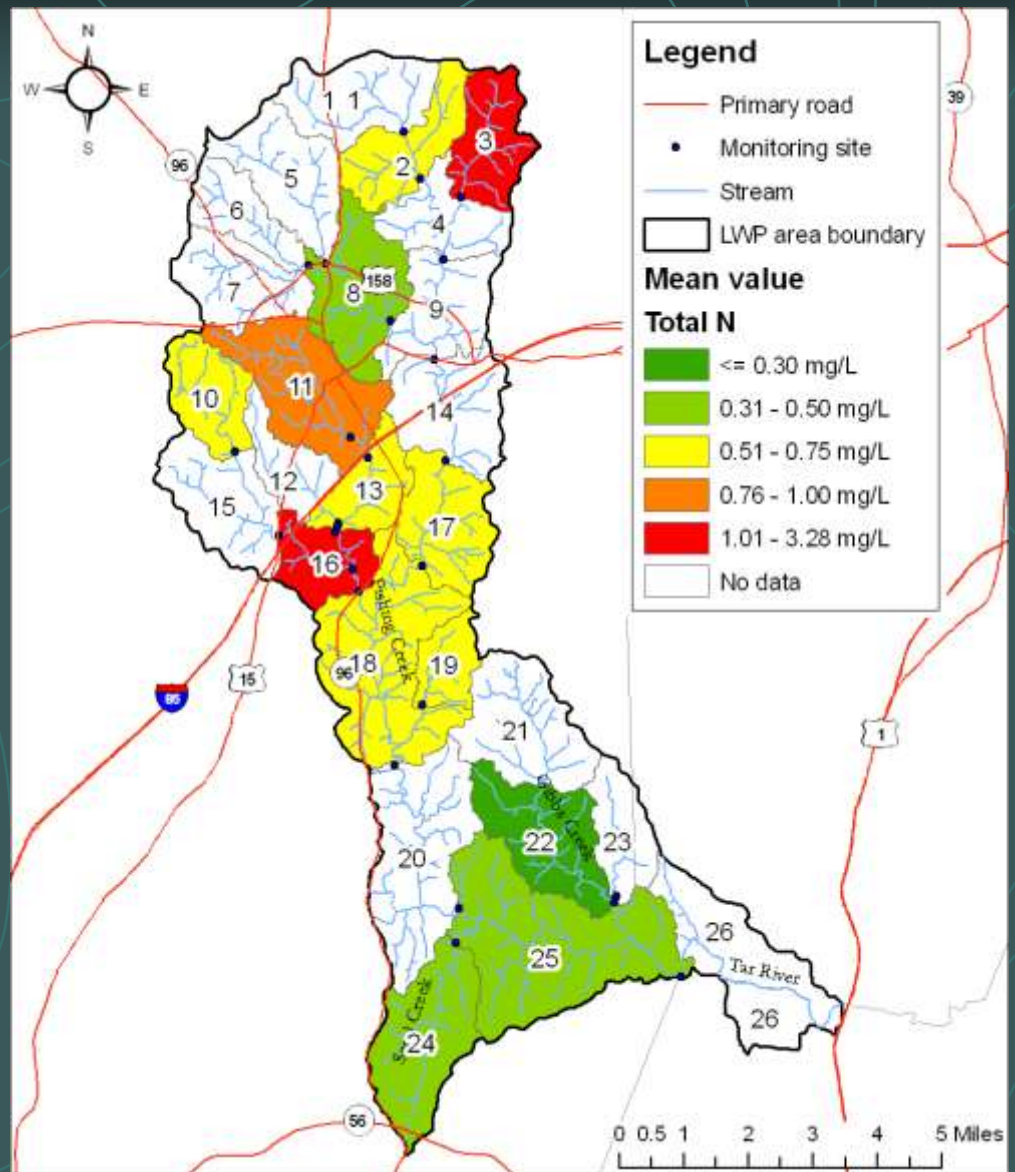 N
W E
S
Legend
Primary road
Monitoring site
Stream
LWP area boundary
Mean value
Total N
<= 0.30 mg/L
0.31 - 0.50 mg/L
0.51 - 0.75 mg/L
0.76 - 1.00 mg/L
1.01 - 3.28 mg/L
No data
39
96
1 1
2
3
5
4
6
7
8
158
9
11
10
14
12
13
15
17
16
Fishing Creek
18
96
19
15
85
1
21
Gibbs Creek
22
23
20
26
25
Tar River
26
Creek
24
56
0 0.5 1 2 3 4 5 Miles